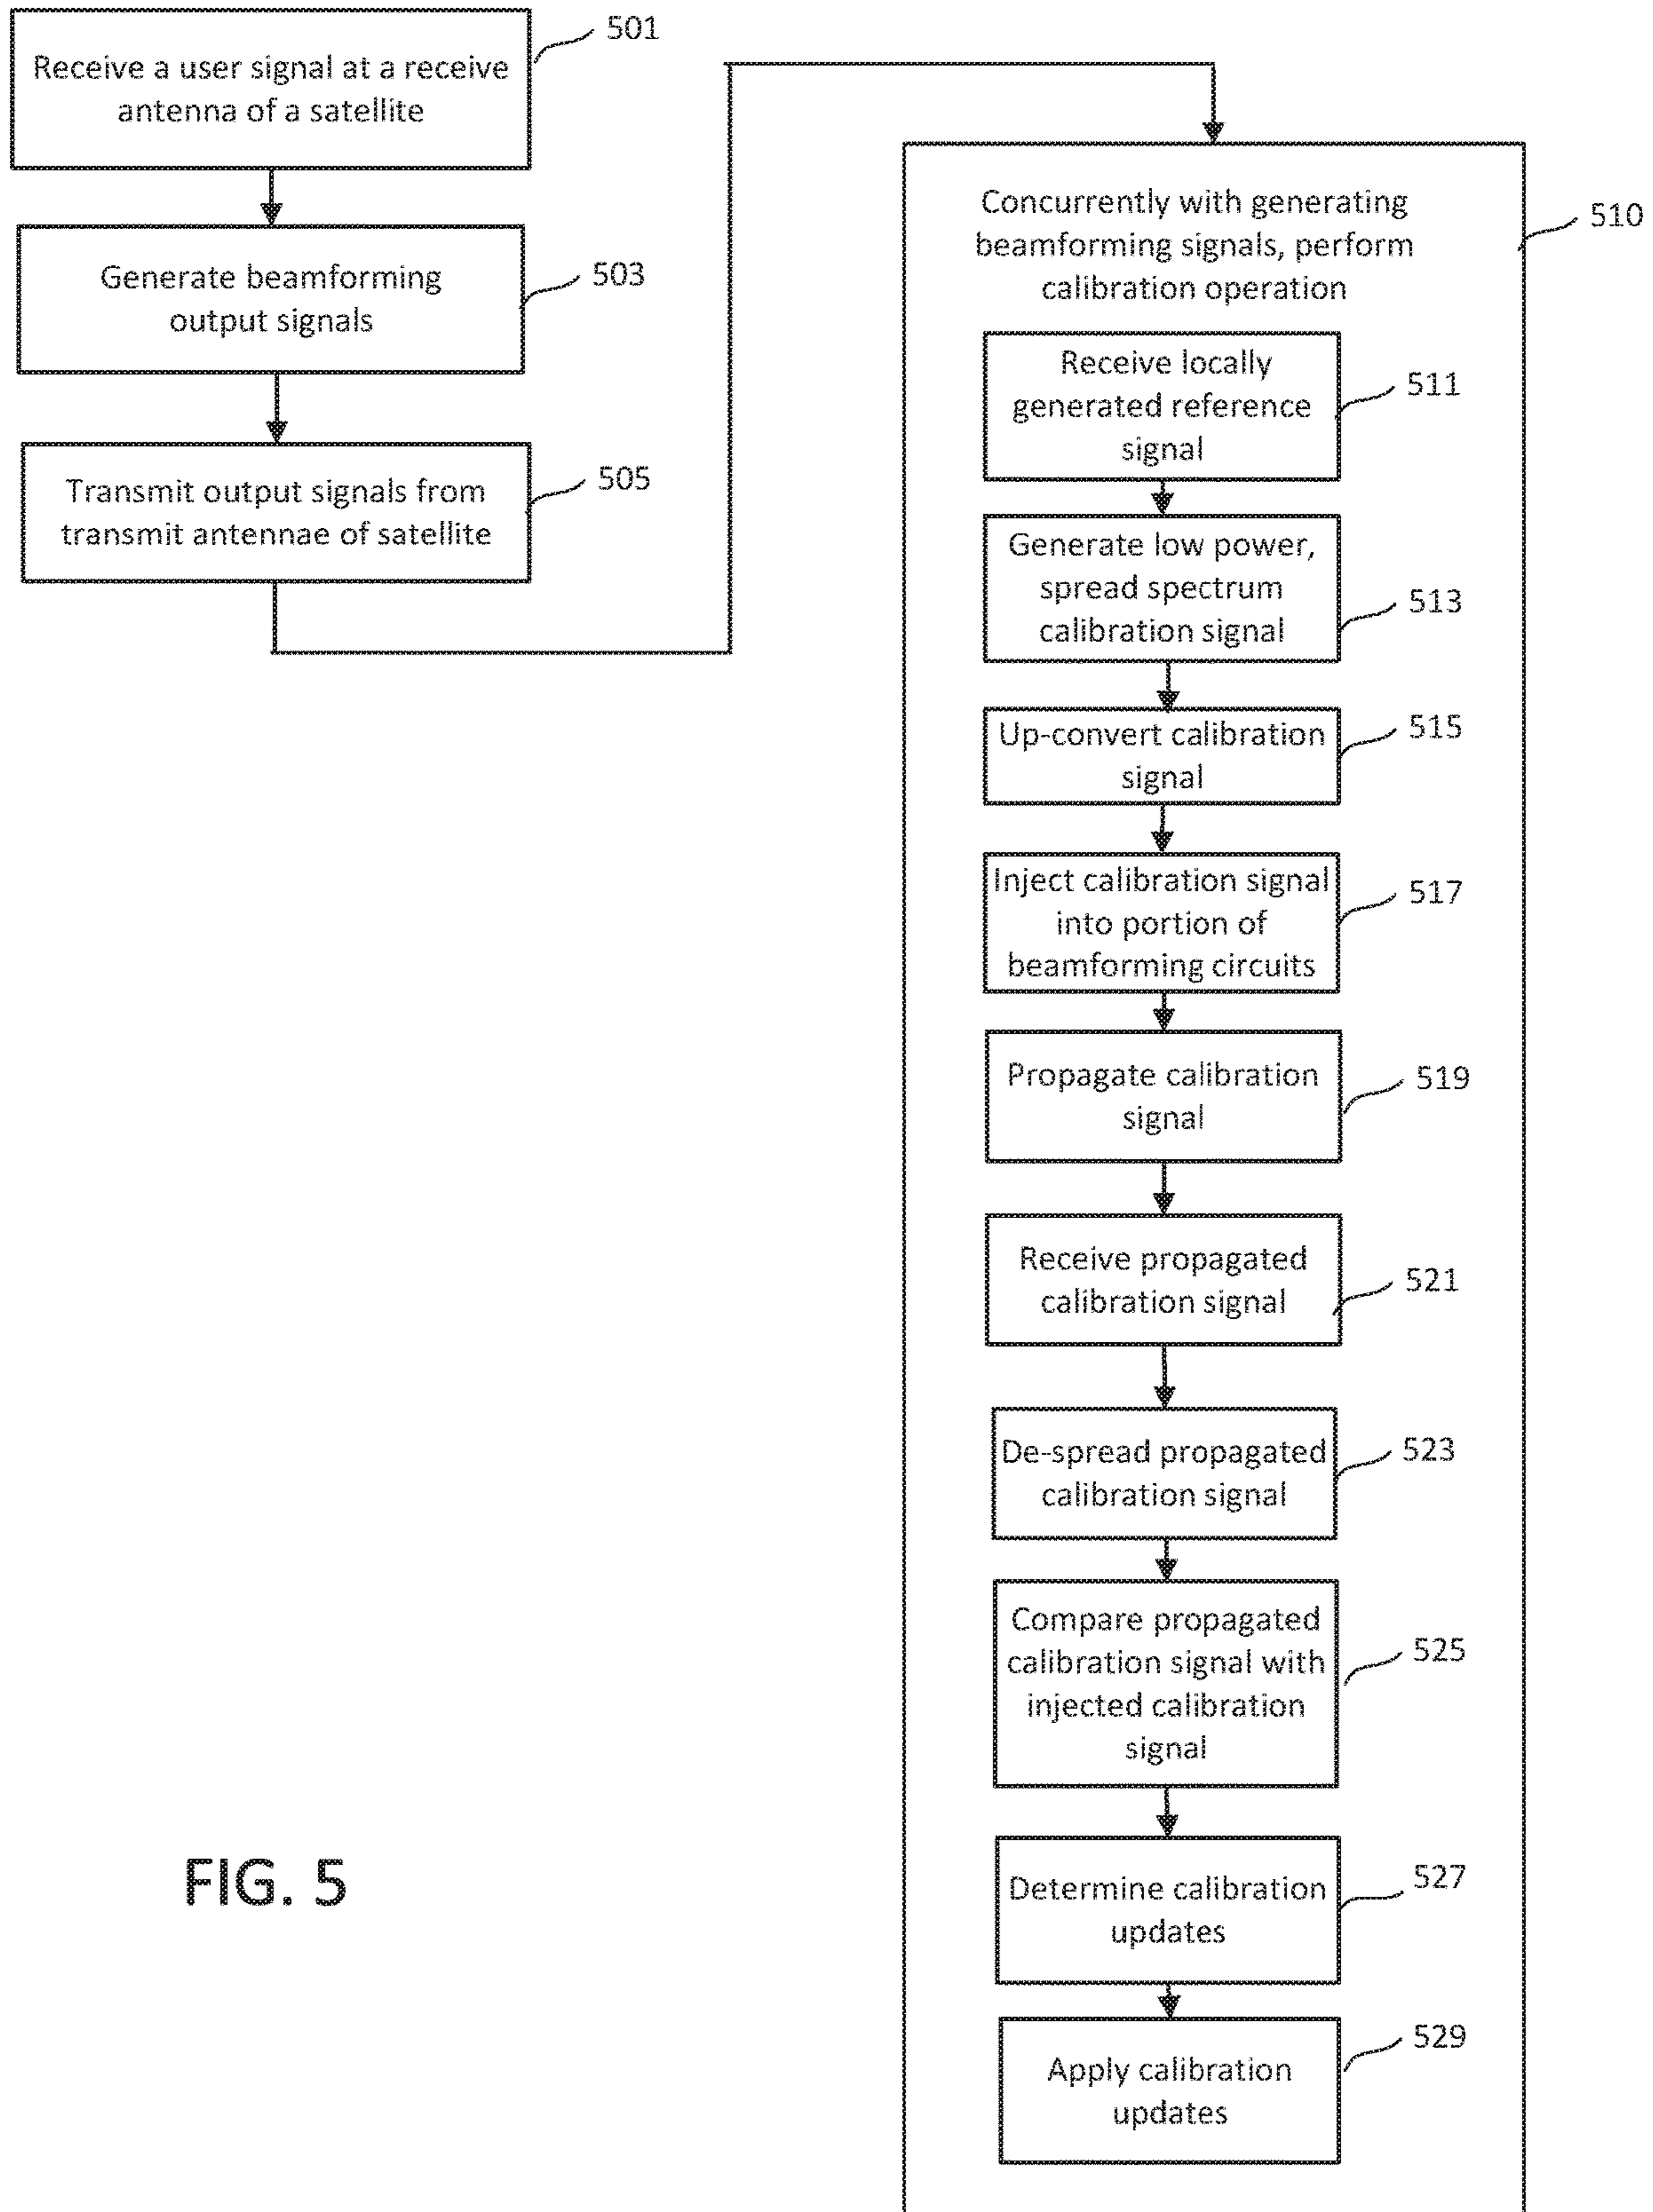 Receive a user signal at a receive
antenna of a satellite
501
Generate beamforming
output signals
503
Transmit output signals from
transmit antennae of satellite
505
Concurrently with generating
beamforming signals, perform
calibration operation
510
Receive locally
generated reference
signal
511
Generate low power,
spread spectrum
calibration signal
513
Up-convert calibration
signal
515
Inject calibration signal
into portion of
beamforming circuits
517
Propagate calibration
signal
519
Receive propagated
calibration signal
521
De-spread propagated
calibration signal
523
Compare propagated
calibration signal with
injected calibration
signal
525
Determine calibration
updates
527
Apply calibration
updates
529
FIG. 5